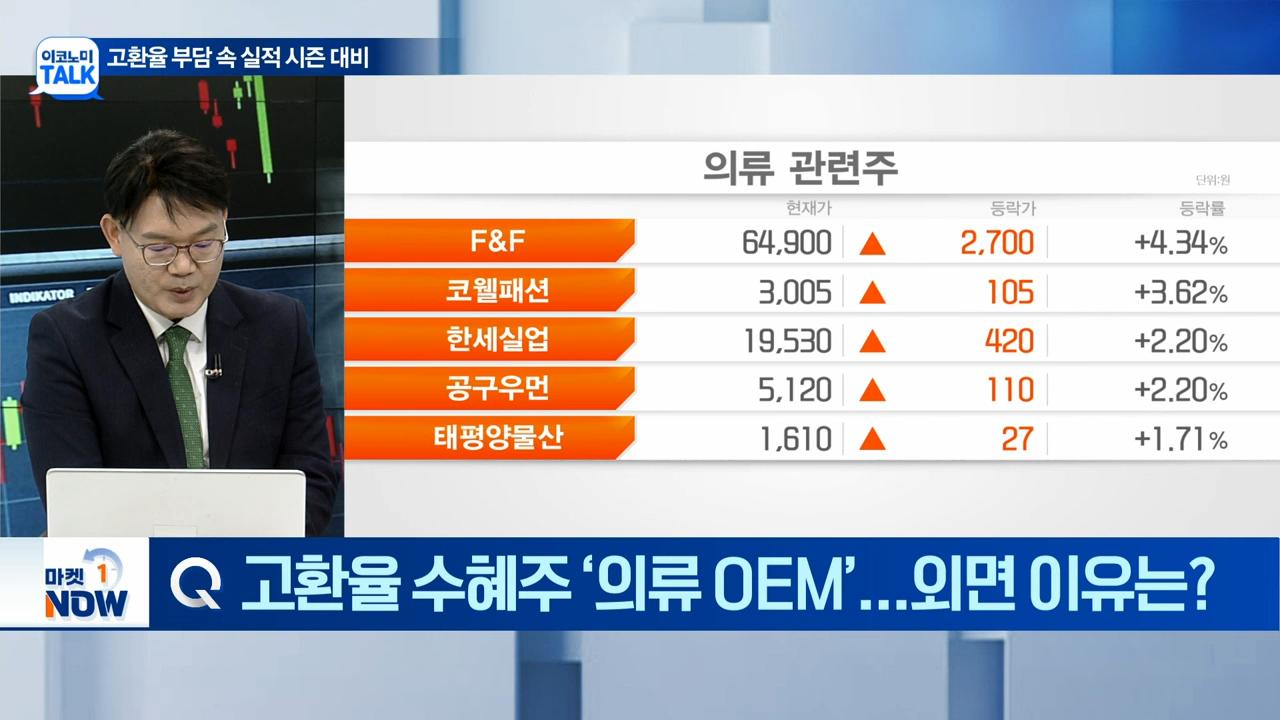 이코노미
TALK
고환율 부담 속 실적 시즌 대비
INDIKATOR
의류 관련주
단위:원
현재가 등락가 등락률
F&F 64,900 ▲ 2,700 +4.34%
코웰패션 3,005 ▲ 105 +3.62%
한세실업 19,530 ▲ 420 +2.20%
공구우먼 5,120 ▲ 110 +2.20%
태평양물산 1,610 ▲ 27 +1.71%
마켓 1
NOW
Q 고환율 수혜주 ‘의류 OEM’...외면 이유는?